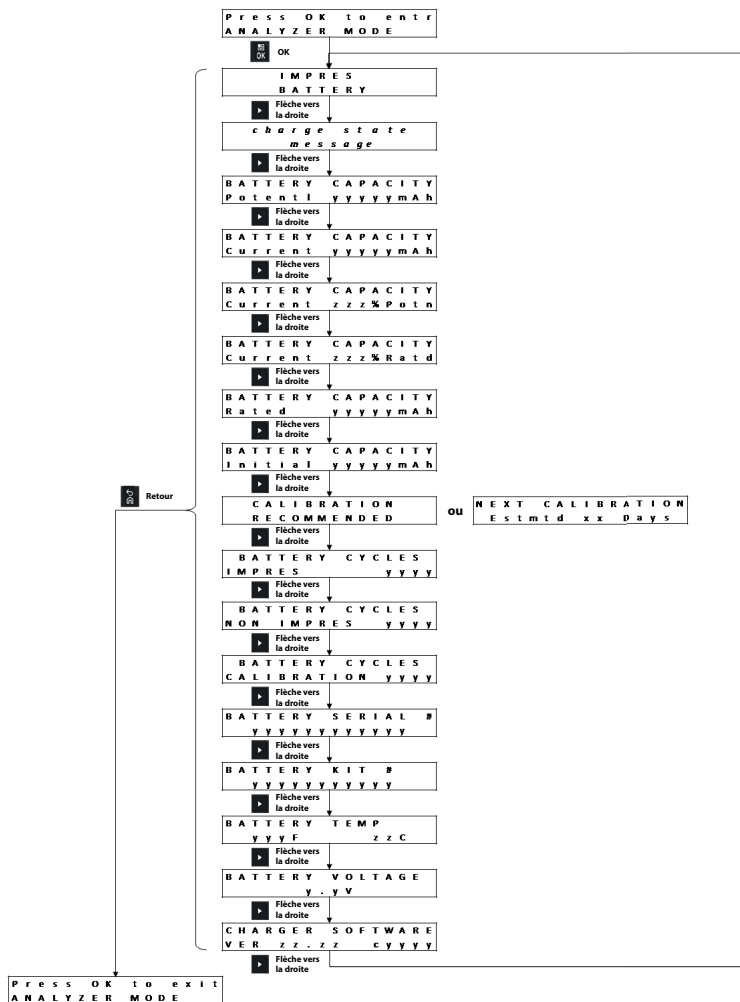 Press OK to entr
ANALYZER MODE
OK OK
IMPRES
BATTERY
Flèche vers
la droite
charge state
message
Flèche vers
la droite
BATTERY CAPACITY
Potentl yyyyymAh
Flèche vers
la droite
BATTERY CAPACITY
Current yyyyymAh
Flèche vers
la droite
BATTERY CAPACITY
Current zzz%Potn
Flèche vers
la droite
BATTERY CAPACITY
Current zzz%Ratd
Flèche vers
la droite
BATTERY CAPACITY
Rated yyyyymAh
Flèche vers
la droite
BATTERY CAPACITY
Initial yyyyymAh
Flèche vers
la droite
Retour
CALIBRATION
RECOMMENDED
ou
NEXT CALIBRATION
Estmtd xx Days
Flèche vers
la droite
BATTERY CYCLES
IMPRES yyyy
Flèche vers
la droite
BATTERY CYCLES
NON IMPRES yyyy
Flèche vers
la droite
BATTERY CYCLES
CALIBRATION yyyy
Flèche vers
la droite
BATTERY SERIAL #
yyyyyyyyyyyy
Flèche vers
la droite
BATTERY KIT #
yyyyyyyyyyy
Flèche vers
la droite
BATTERY TEMP
yyyF zzC
Flèche vers
la droite
BATTERY VOLTAGE
y.yV
Flèche vers
la droite
CHARGER SOFTWARE
VER zz.zz cyyyy
Flèche vers
la droite
Press OK to exit
ANALYZER MODE